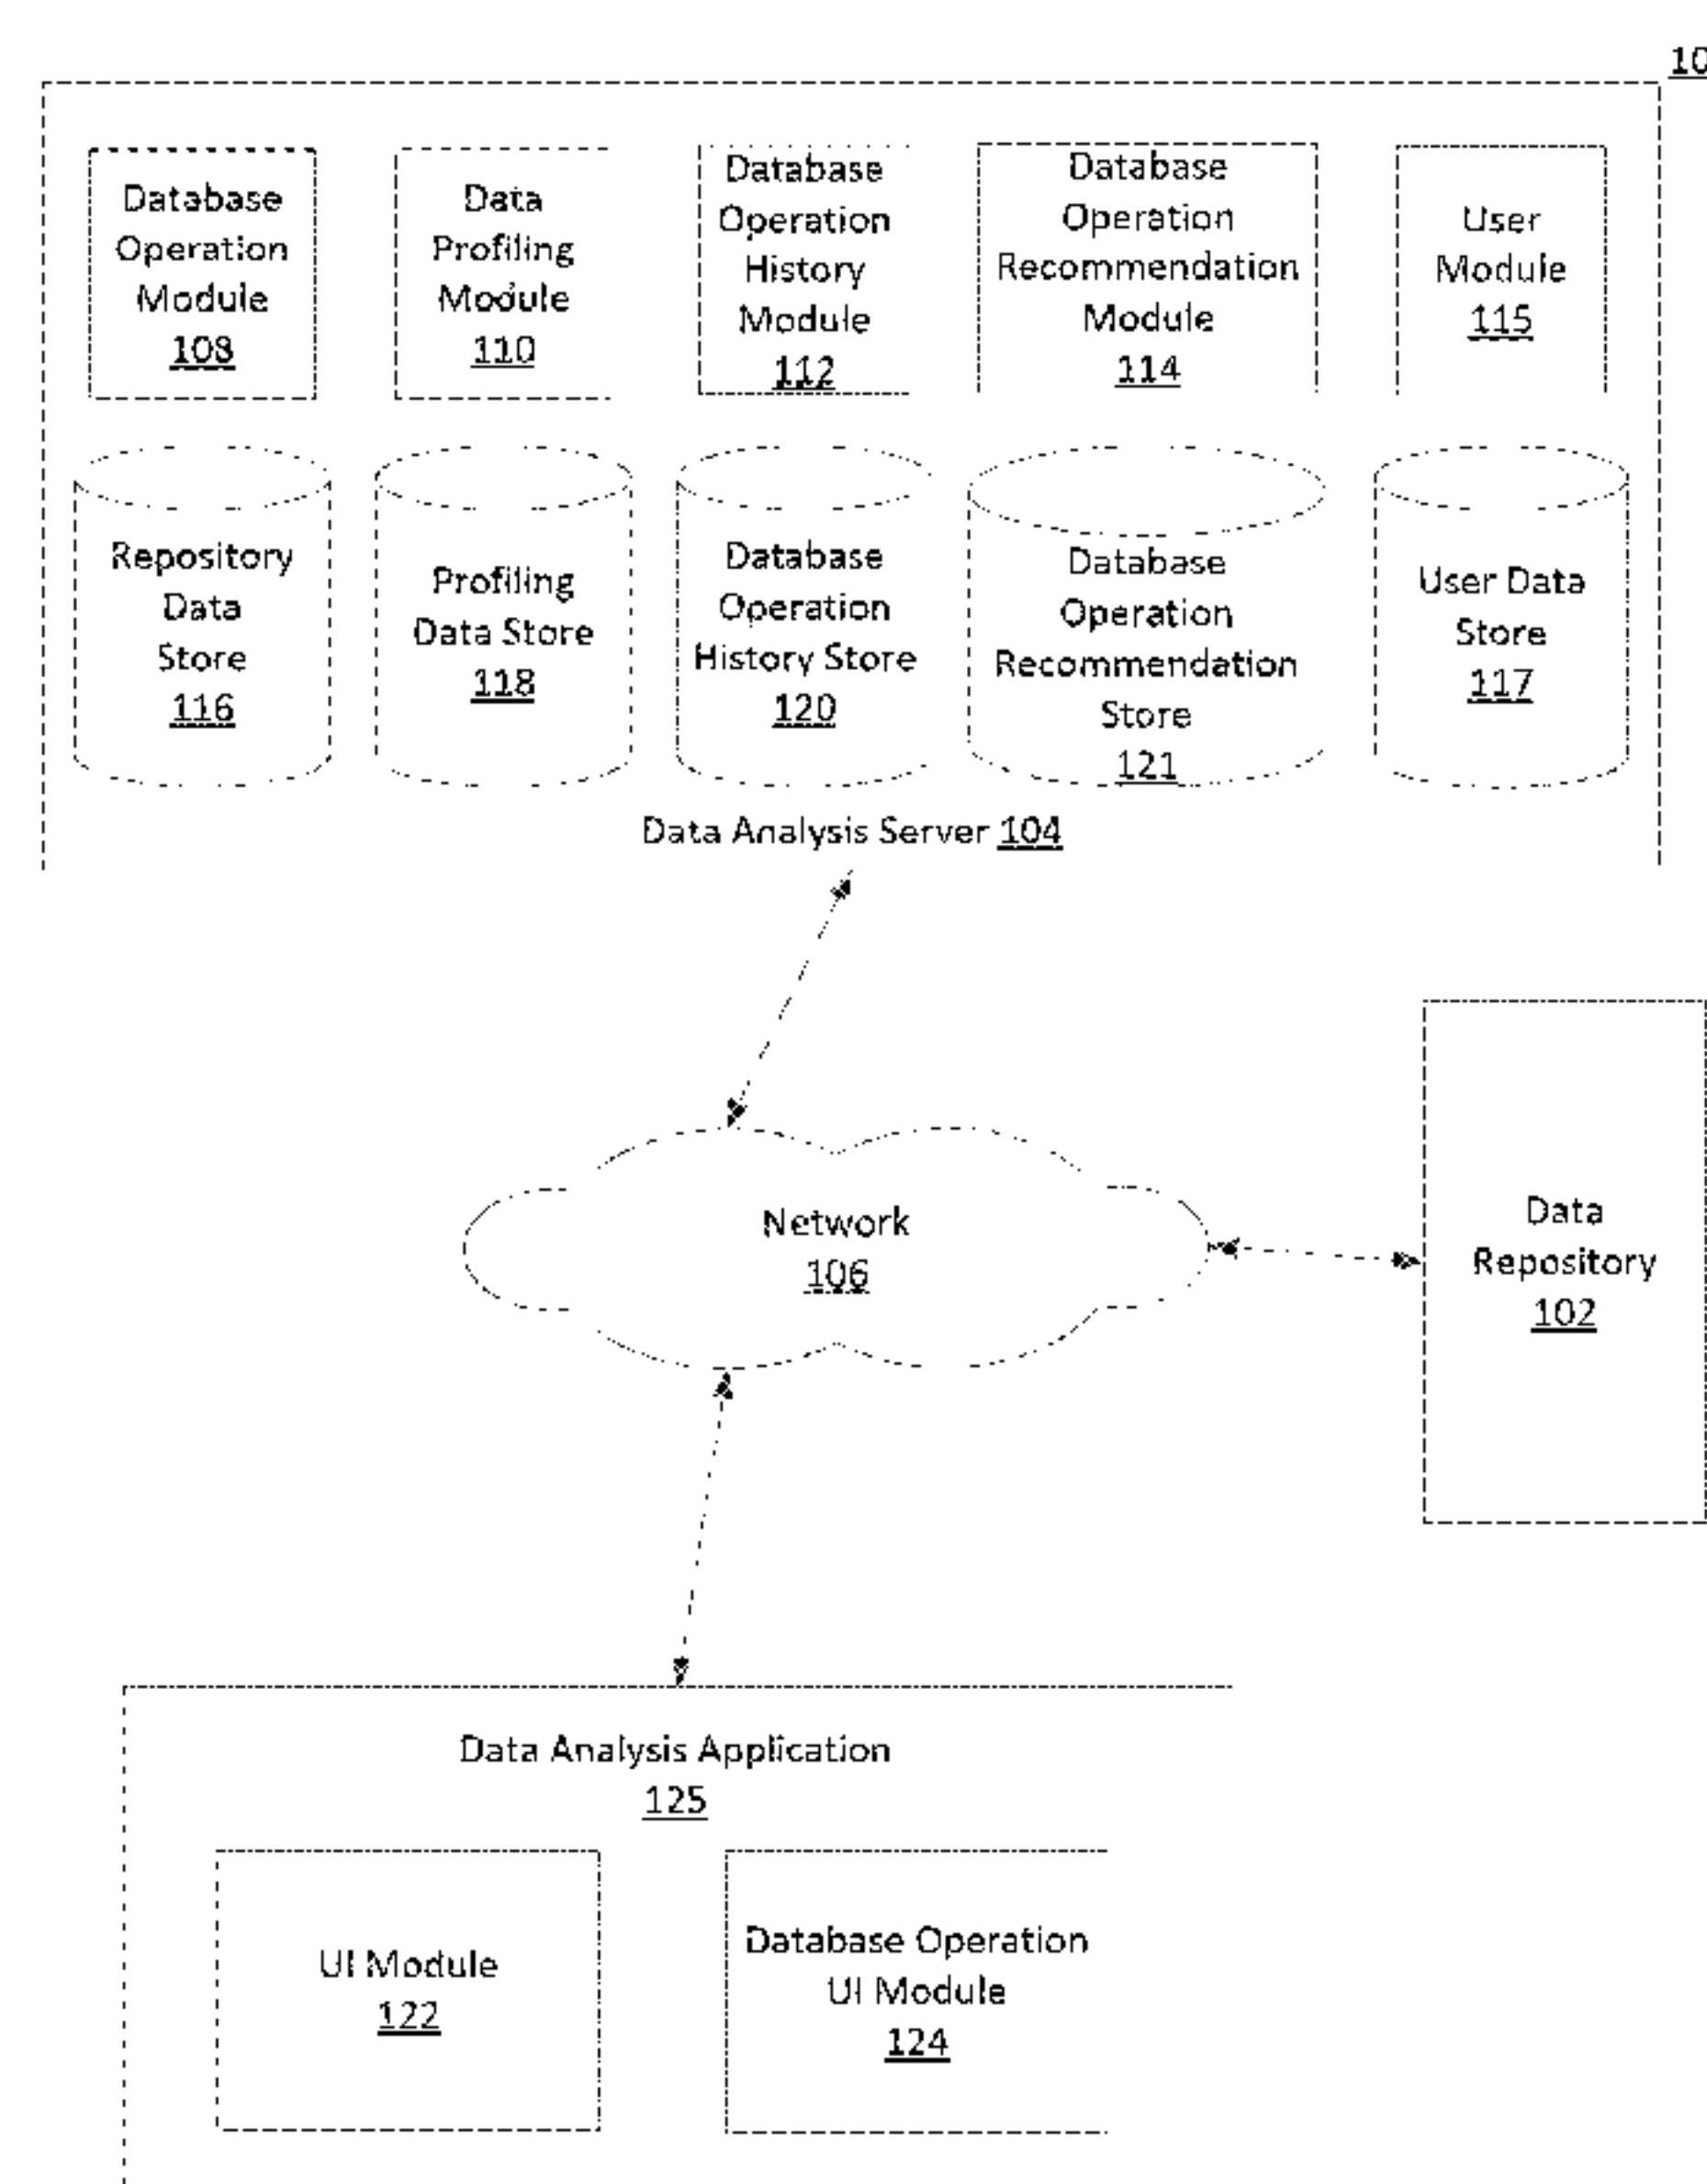 10
Database
Operation
Module
108
Data
Profiling
Module
110
Database
Operation
History
Module
112
Database
Operation
Recommendation
Module
114
User
Module
115
Repository
Data
Store
116
Profiling
Data Store
118
Database
Operation
History Store
120
Database
Operation
Recommendation
Store
121
User Data
Store
117
Data Analysis Server 104
Network
106
Data
Repository
102
Data Analysis Application
125
UI Module
122
Database Operation
UI Module
124